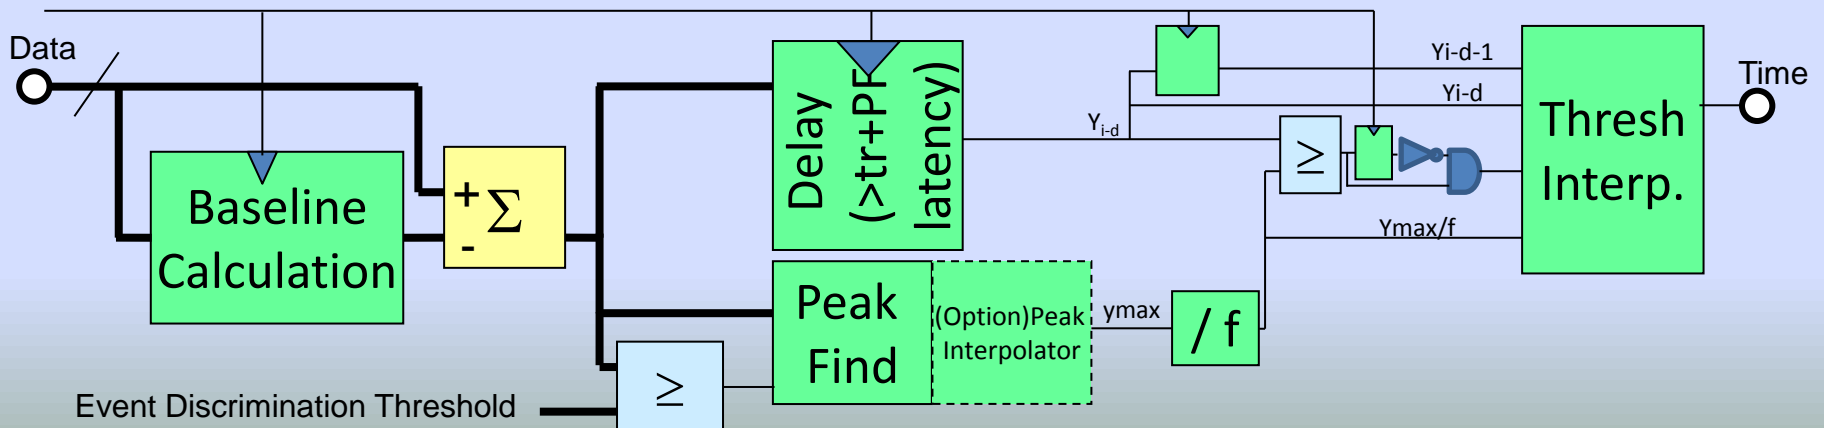 Data
Baseline
Calculation
+
-
Σ
Delay
(>tr+PF
latency)
Peak
Find
(Option)Peak
Interpolator
≥
Event Discrimination Threshold
ymax
/ f
Yi-d
≥
Yi-d-1
Yi-d
Ymax/f
Thresh
Interp.
Time